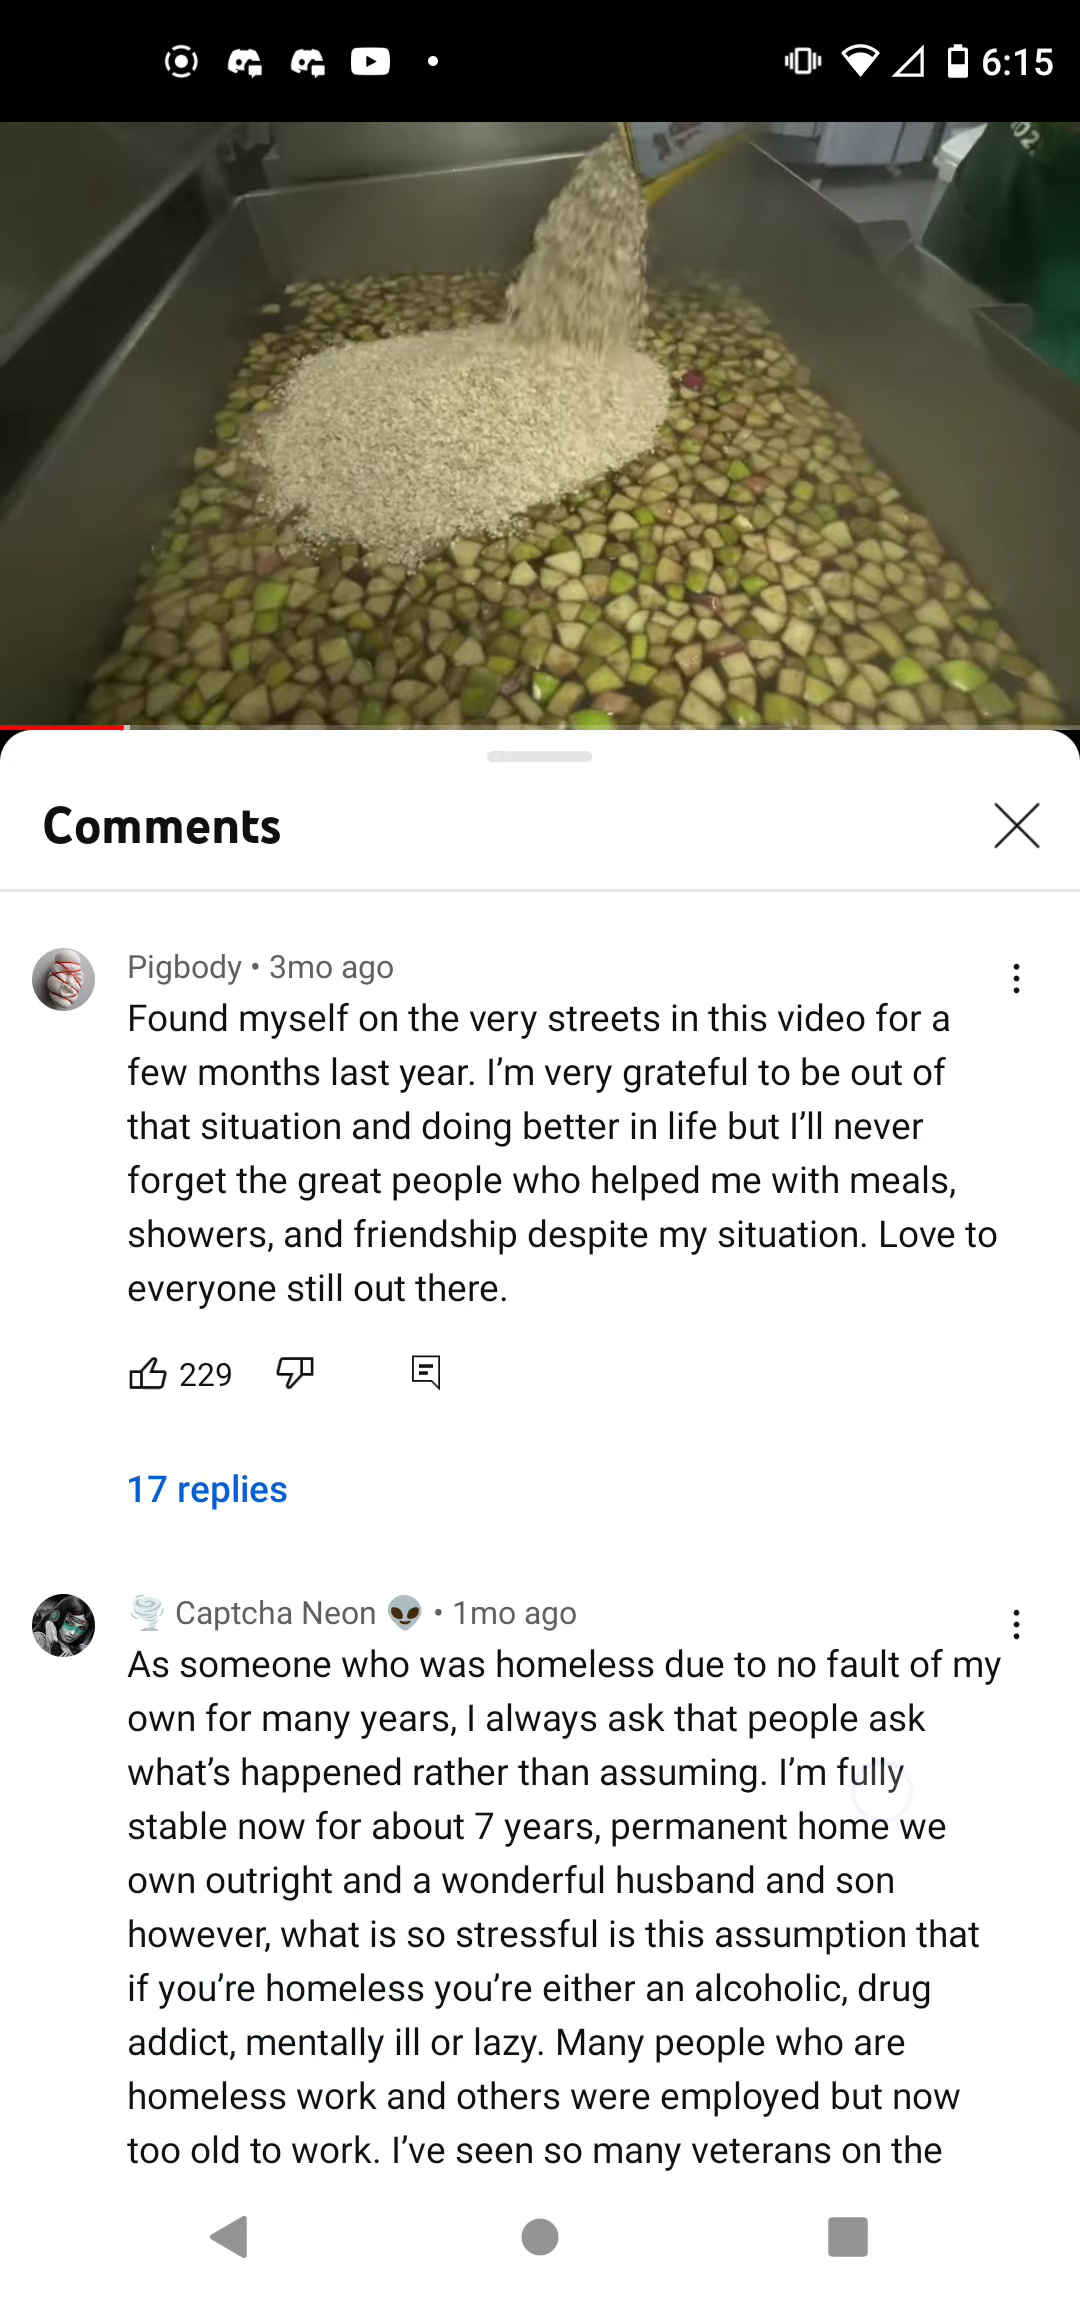 6:15
02
Comments
Pigbody • 3mo ago
Found myself on the very streets in this video for a
few months last year. I'm very grateful to be out of
that situation and doing better in life but I'll never
forget the great people who helped me with meals,
showers, and friendship despite my situation. Love to
everyone still out there.
229
17 replies
🌪️ Captcha Neon 👽 • 1mo ago
As someone who was homeless due to no fault of my
own for many years, I always ask that people ask
what's happened rather than assuming. I'm fully
stable now for about 7 years, permanent home we
own outright and a wonderful husband and son
however, what is so stressful is this assumption that
if you're homeless you're either an alcoholic, drug
addict, mentally ill or lazy. Many people who are
homeless work and others were employed but now
too old to work. I've seen so many veterans on the